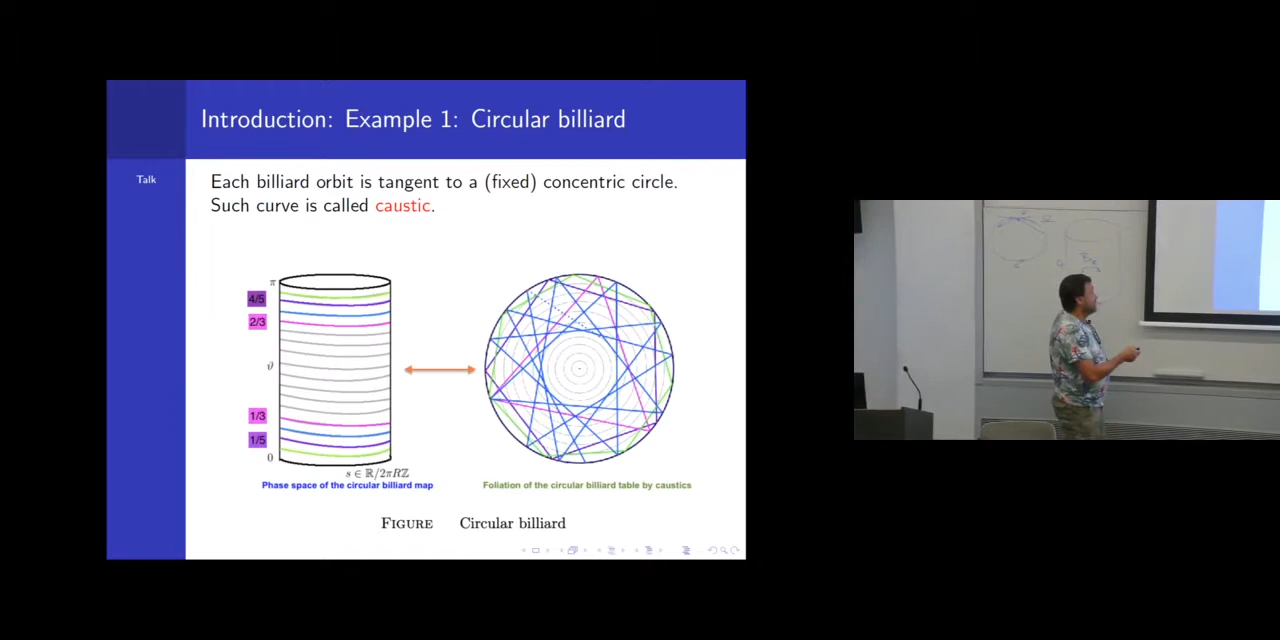 Introduction: Example 1: Circular billiard
Talk
Each billiard orbit is tangent to a (fixed) concentric circle.
Such curve is called caustic.
π
4/5
2/3
ϑ
1/3
1/5
0
s ∈ ℝ/2πRℤ
Phase space of the circular billiard map
Foliation of the circular billiard table by caustics
FIGURE Circular billiard